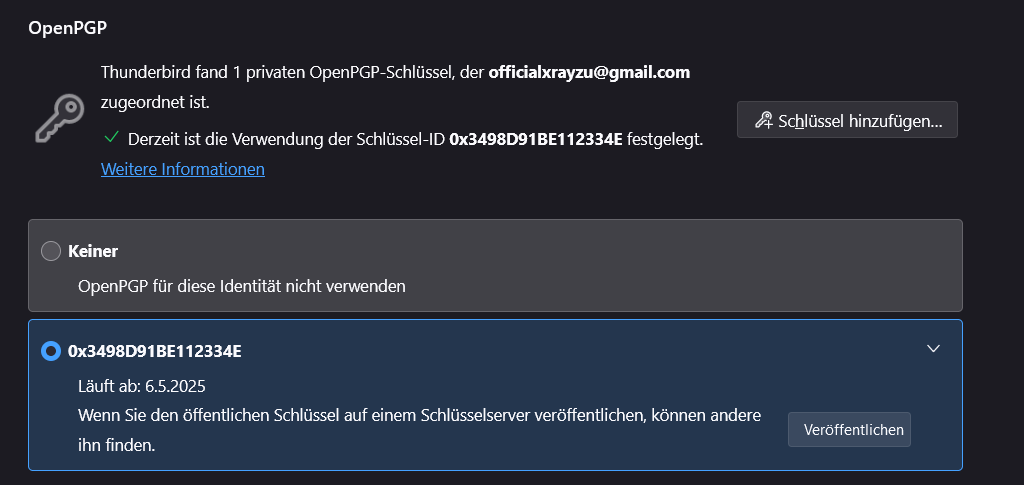 OpenPGP
Thunderbird fand 1 privaten OpenPGP-Schlüssel, der officialxrayzu@gmail.com
zugeordnet ist.
Schlüssel hinzufügen...
Derzeit ist die Verwendung der Schlüssel-ID 0x3498D91BE112334E festgelegt.
Weitere Informationen
Keiner
OpenPGP für diese Identität nicht verwenden
0x3498D91BE112334E
Läuft ab: 6.5.2025
Wenn Sie den öffentlichen Schlüssel auf einem Schlüsselserver veröffentlichen, können andere
ihn finden.
Veröffentlichen